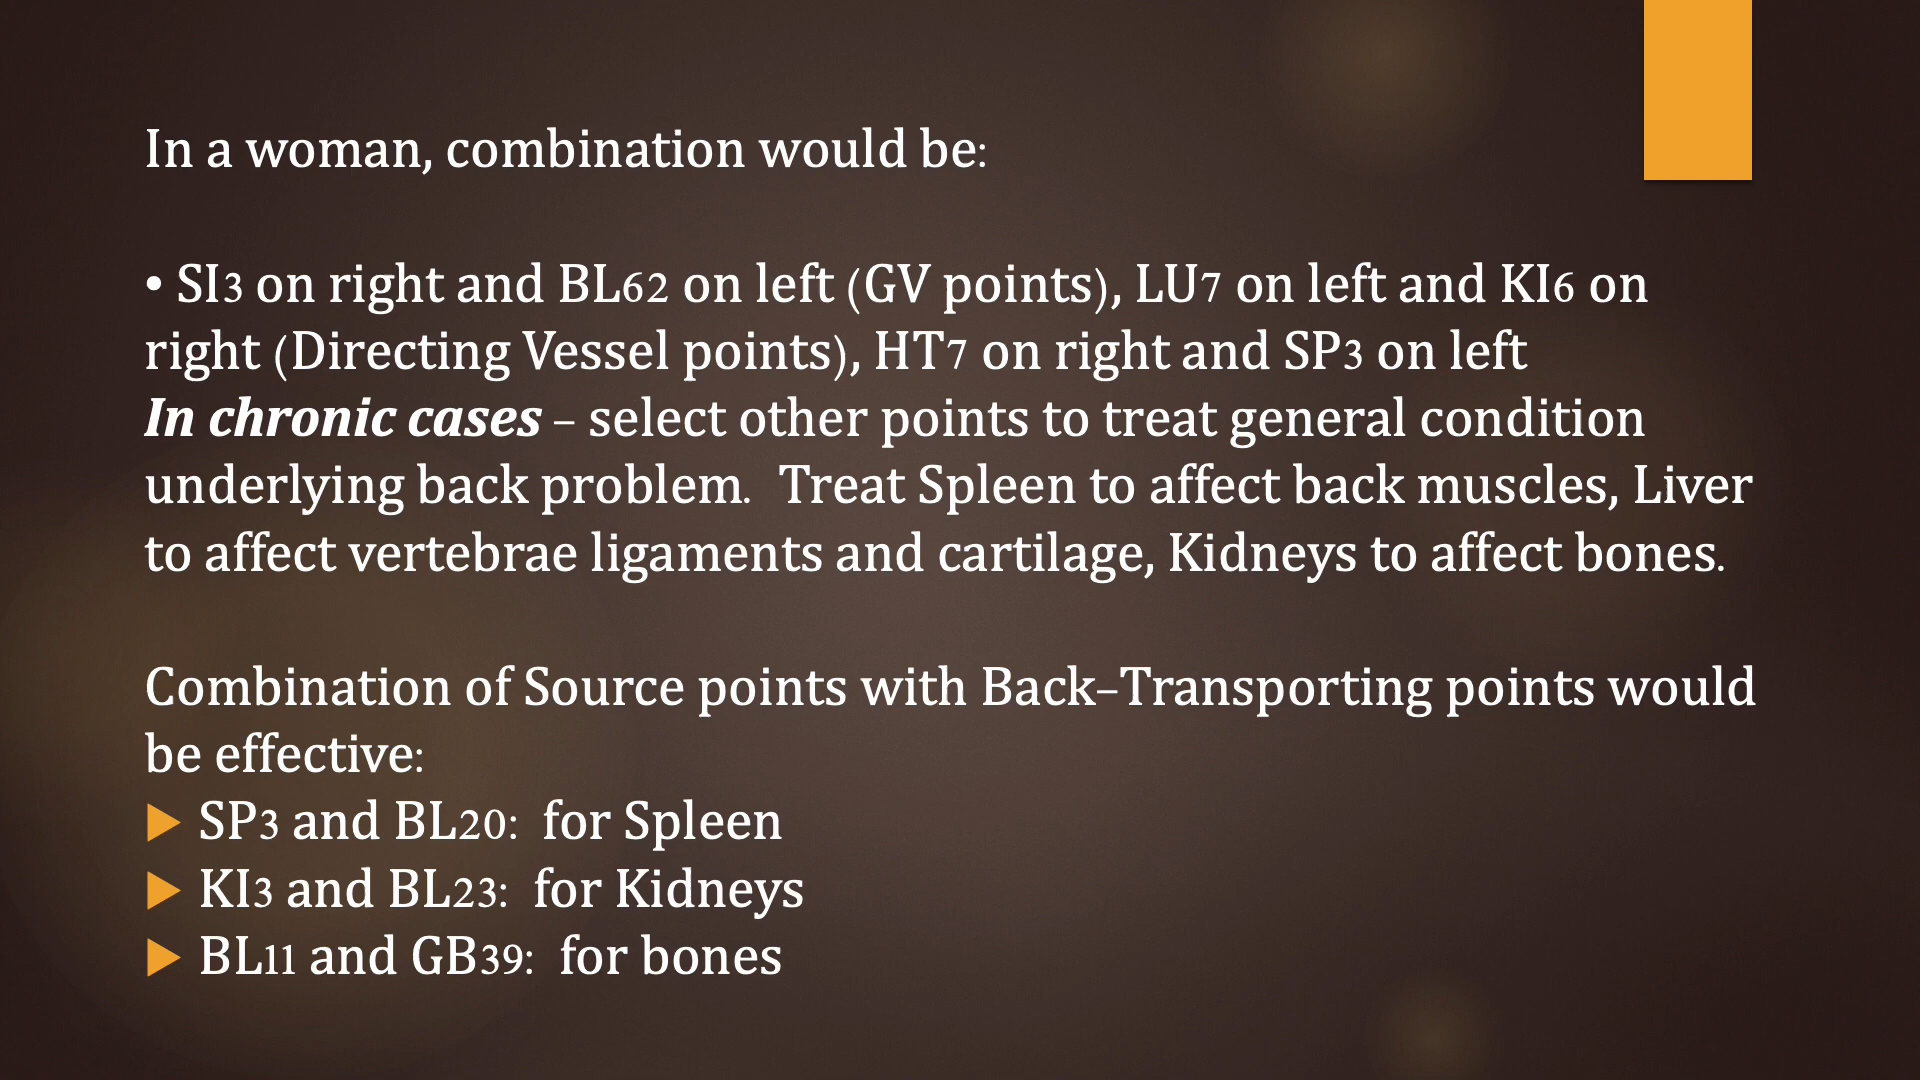 In a woman, combination would be:
• SI3 on right and BL62 on left (GV points), LU7 on left and KI6 on
right (Directing Vessel points), HT7 on right and SP3 on left
In chronic cases – select other points to treat general condition
underlying back problem.  Treat Spleen to affect back muscles, Liver
to affect vertebrae ligaments and cartilage, Kidneys to affect bones.
Combination of Source points with Back–Transporting points would
be effective:
SP3 and BL20:  for Spleen
KI3 and BL23:  for Kidneys
BL11 and GB39:  for bones